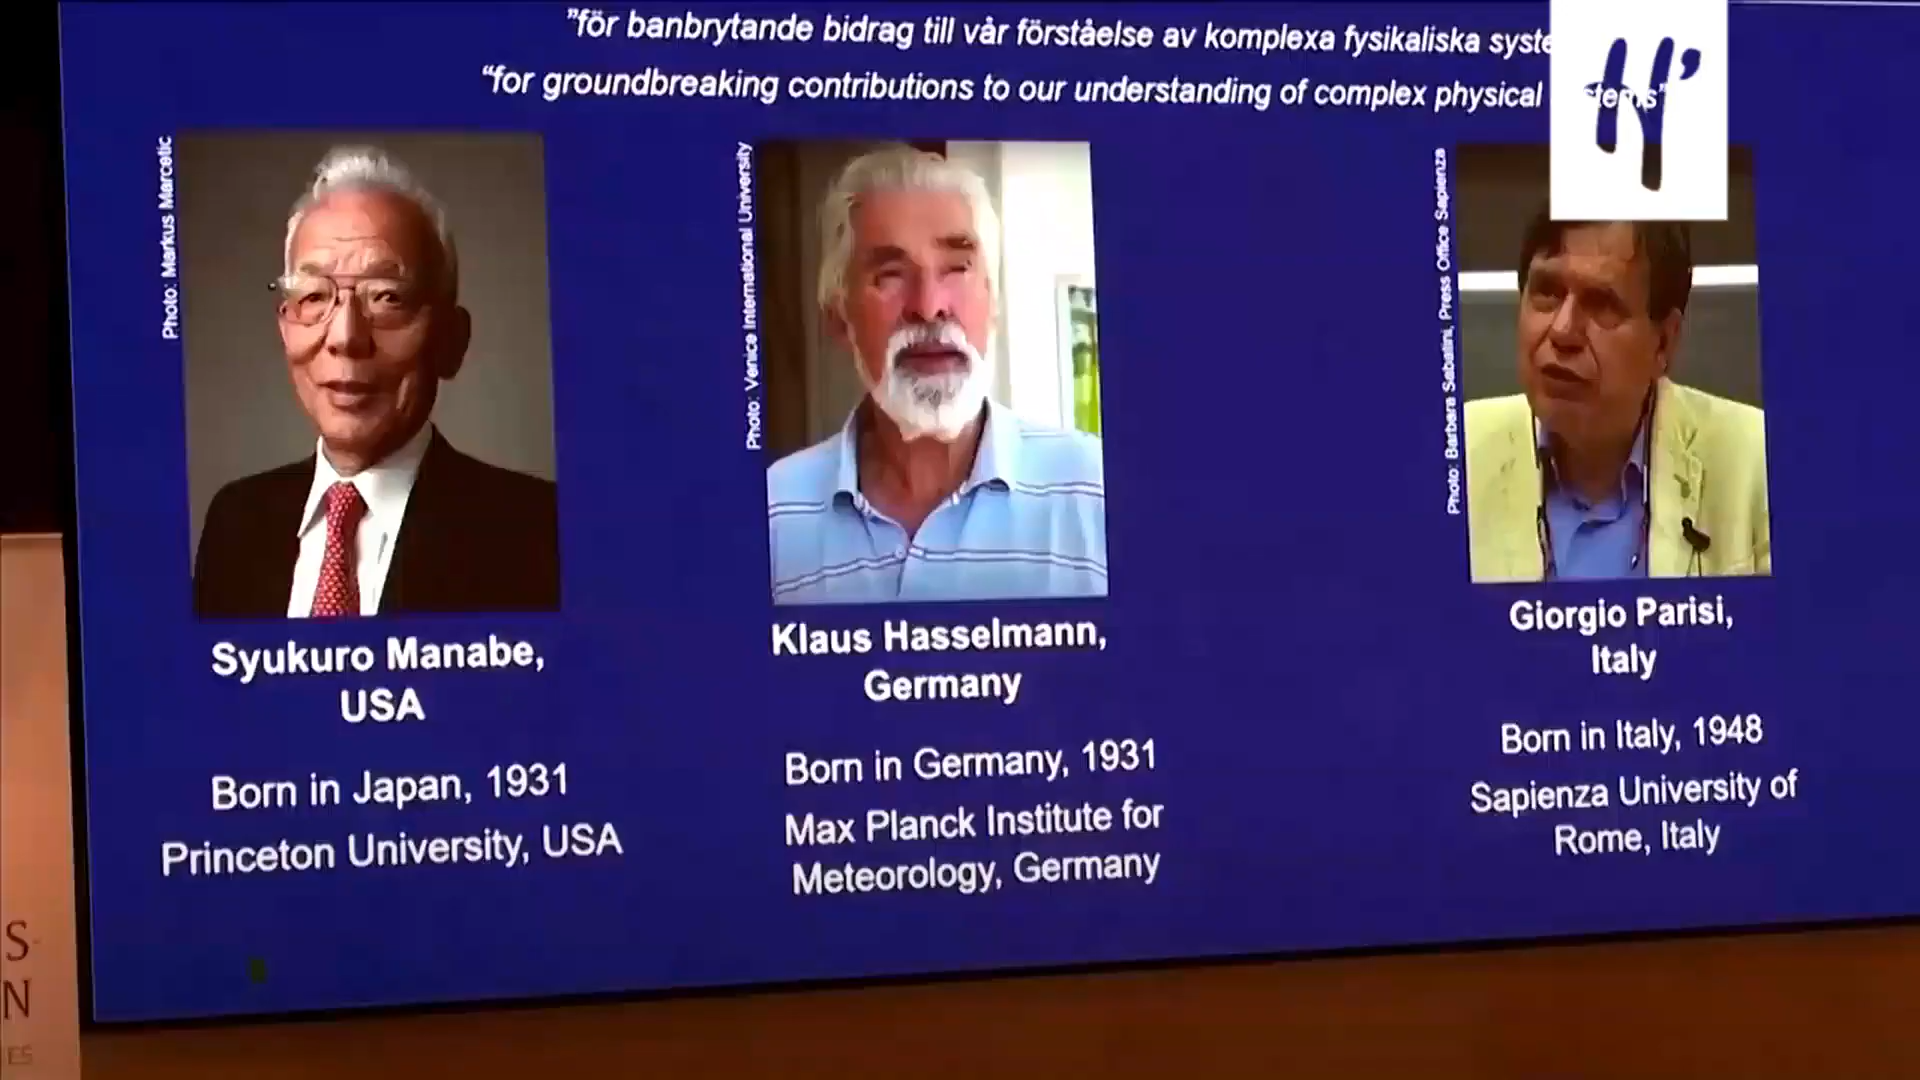 "för banbrytande bidrag till vår förståelse av komplexa fysikaliska syste
"for groundbreaking contributions to our understanding of complex physical stems"
Photo: Markus Marcetic
Syukuro Manabe,
USA
Born in Japan, 1931
Princeton University, USA
Photo: Venice International University
Klaus Hasselmann,
Germany
Born in Germany, 1931
Max Planck Institute for
Meteorology, Germany
Photo: Barbara Sabatini, Press Office Sapienza
Giorgio Parisi,
Italy
Born in Italy, 1948
Sapienza University of
Rome, Italy
H'
S-
N
ES